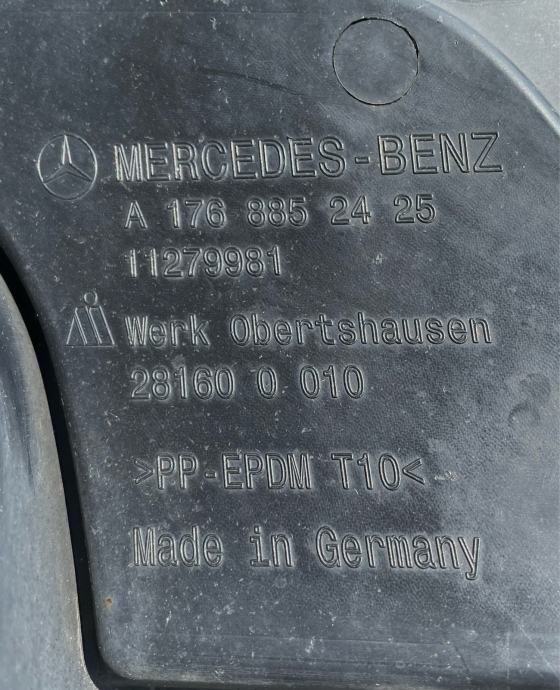 MERCEDES-BENZ
A 176 885 24 25
11279981
Werk Obertshausen
28160 0 010
>PP-EPDM T10<
Made in Germany